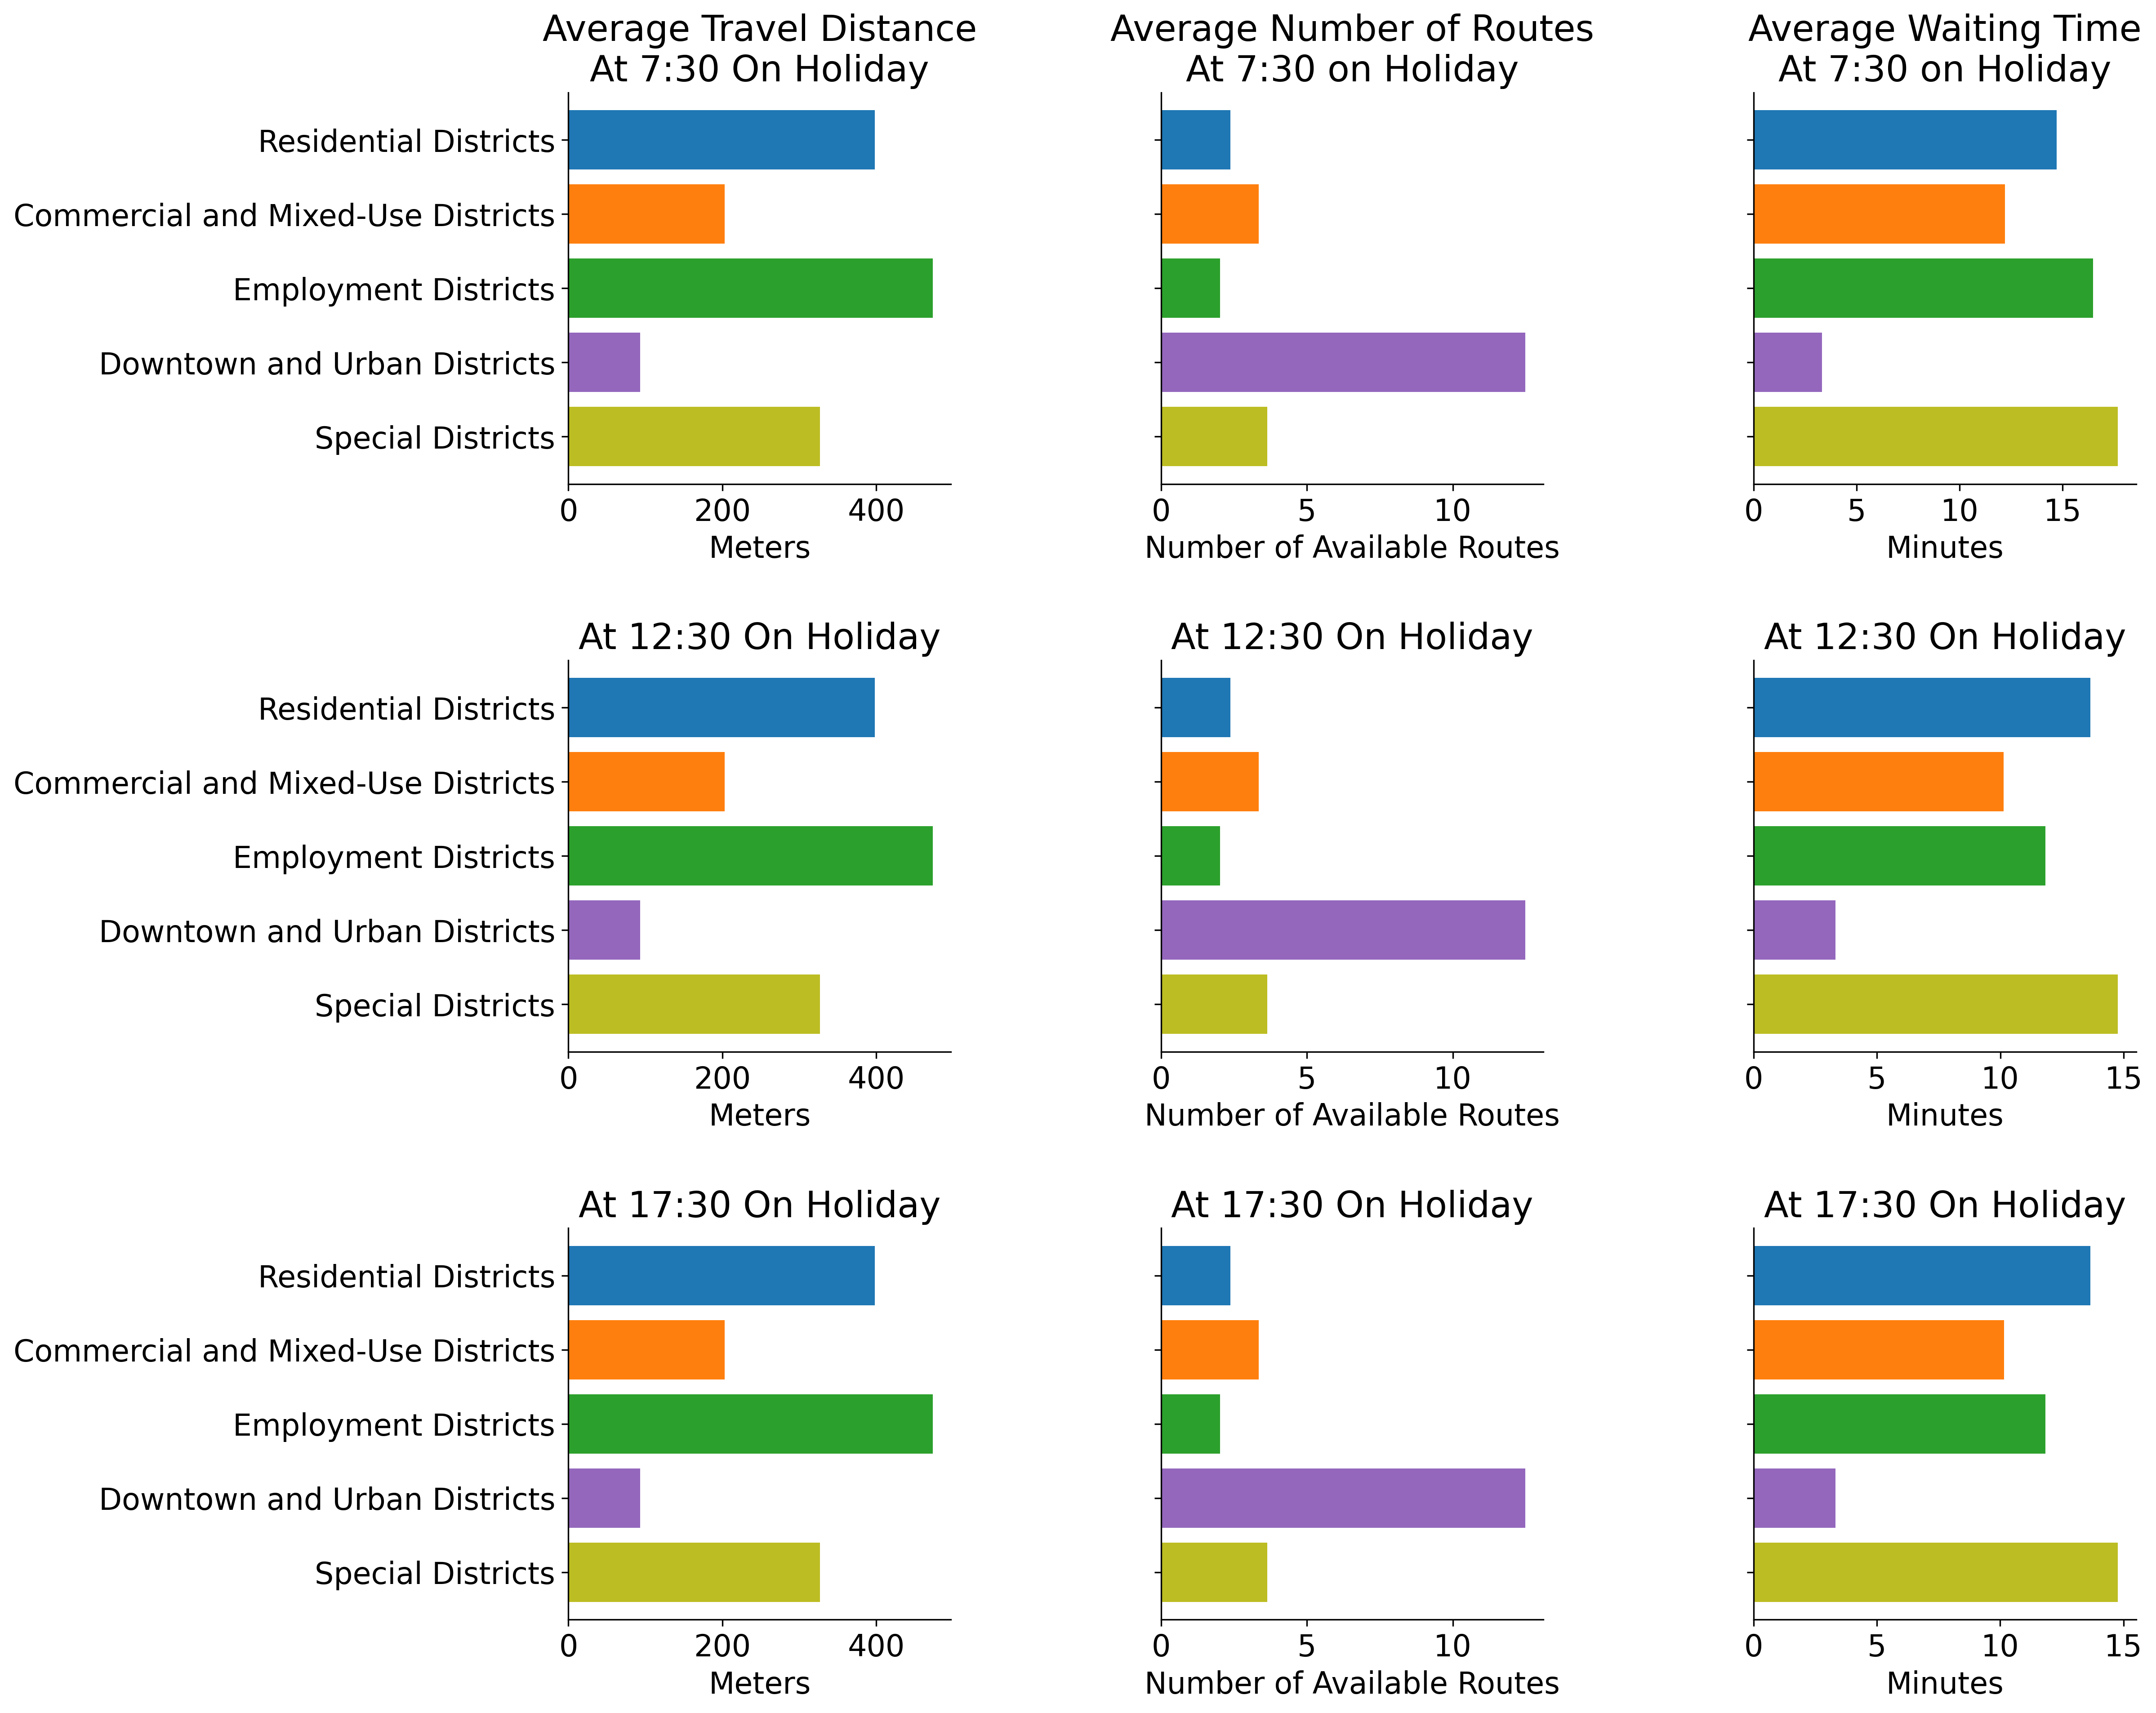 Average Travel Distance
At 7:30 On Holiday
Average Number of Routes
At 7:30 on Holiday
Average Waiting Time
At 7:30 on Holiday
Residential Districts
Commercial and Mixed-Use Districts
Employment Districts
Downtown and Urban Districts
Special Districts
0 200 400
Meters
0 5 10
Number of Available Routes
0 5 10 15
Minutes
At 12:30 On Holiday
At 12:30 On Holiday
At 12:30 On Holiday
Residential Districts
Commercial and Mixed-Use Districts
Employment Districts
Downtown and Urban Districts
Special Districts
0 200 400
Meters
0 5 10
Number of Available Routes
0 5 10 15
Minutes
At 17:30 On Holiday
At 17:30 On Holiday
At 17:30 On Holiday
Residential Districts
Commercial and Mixed-Use Districts
Employment Districts
Downtown and Urban Districts
Special Districts
0 200 400
Meters
0 5 10
Number of Available Routes
0 5 10 15
Minutes